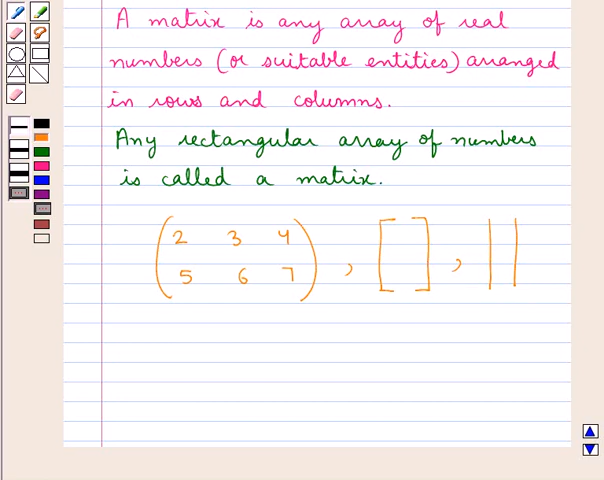 A matrix is any array of real
numbers (or suitable entities) arranged
in rows and columns.
Any rectangular array of numbers
is called a matrix.
( 2 3 4
5 6 7 ) , [ ] , | |